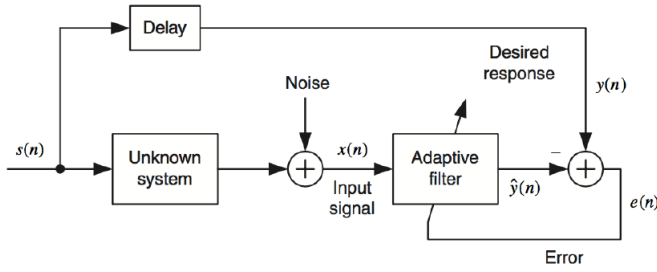 Delay
Desired
response
Noise
y(n)
s(n)
Unknown
system
+
x(n)
Input
signal
Adaptive
filter
−
ŷ(n)
+
e(n)
Error